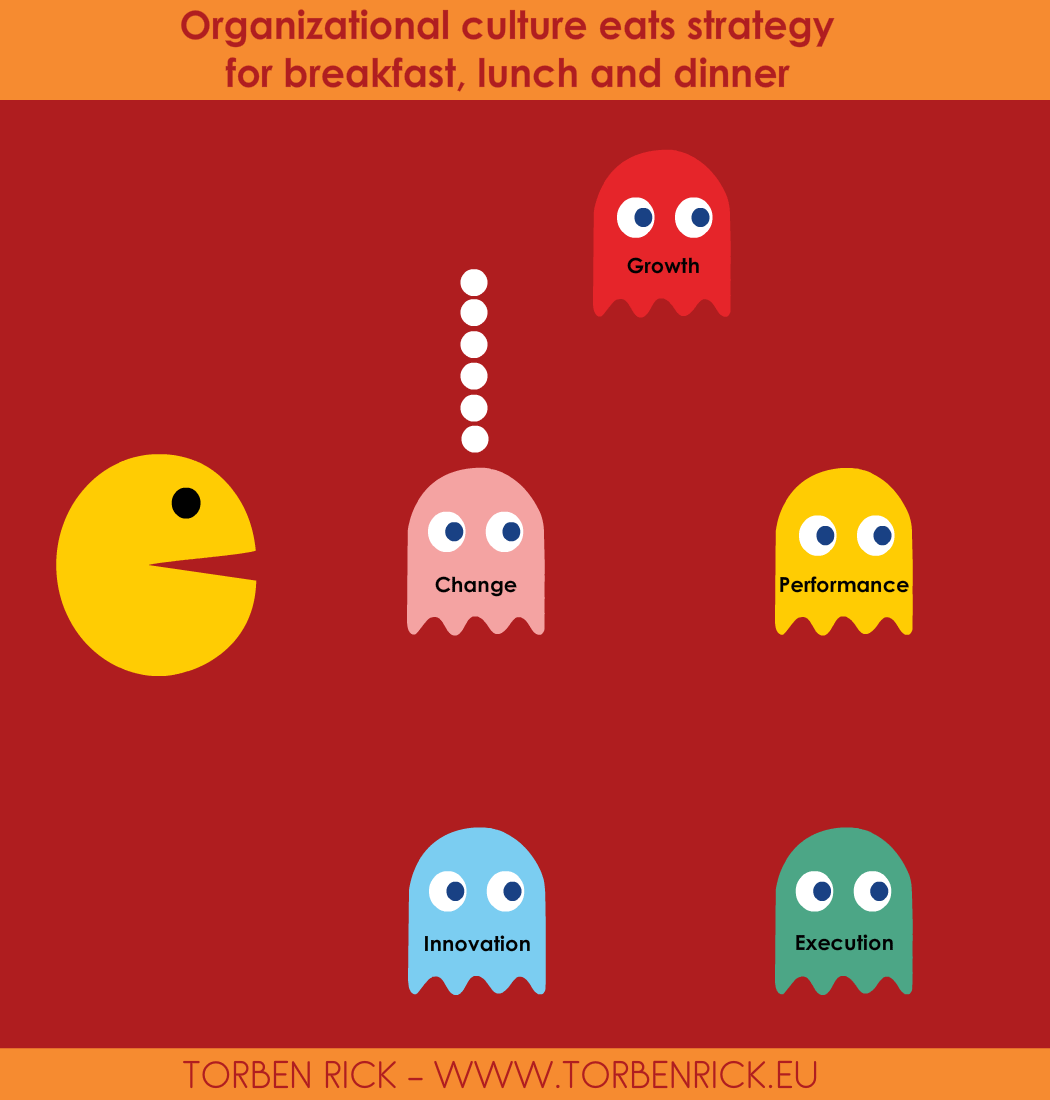 Organizational culture eats strategy
for breakfast, lunch and dinner
Growth
Change
Performance
Innovation
Execution
TORBEN RICK – WWW.TORBENRICK.EU